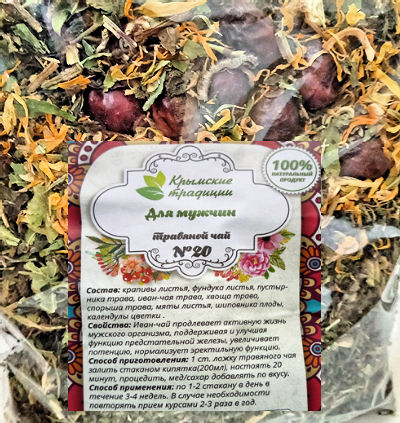 Крымские
традиции
100%
НАТУРАЛЬНЫЙ
ПРОДУКТ
Для мужчин
травяной чай
№20
Состав: крапивы листья, фундука листья, пустыр-
ника трава, иван-чая трава, хвоща трава,
спорыша трава, мяты листья, шиповника плоды,
календулы цветки .
Свойства: Иван-чай продлевает активную жизнь
мужского организма, поддерживая и улучшая
функцию предстательной железы, увеличивает
потенцию, нормализует эректильную функцию.
Способ приготовления: 1 ст. ложку травяного чая
залить стаканом кипятка(200мл), настоять 20
минут, процедить, мед/сахар добавлять по вкусу.
Способ применения: по 1-2 стакану в день в
течение 3-4 недель. В случае необходимости
повторять прием курсами 2-3 раза в год.